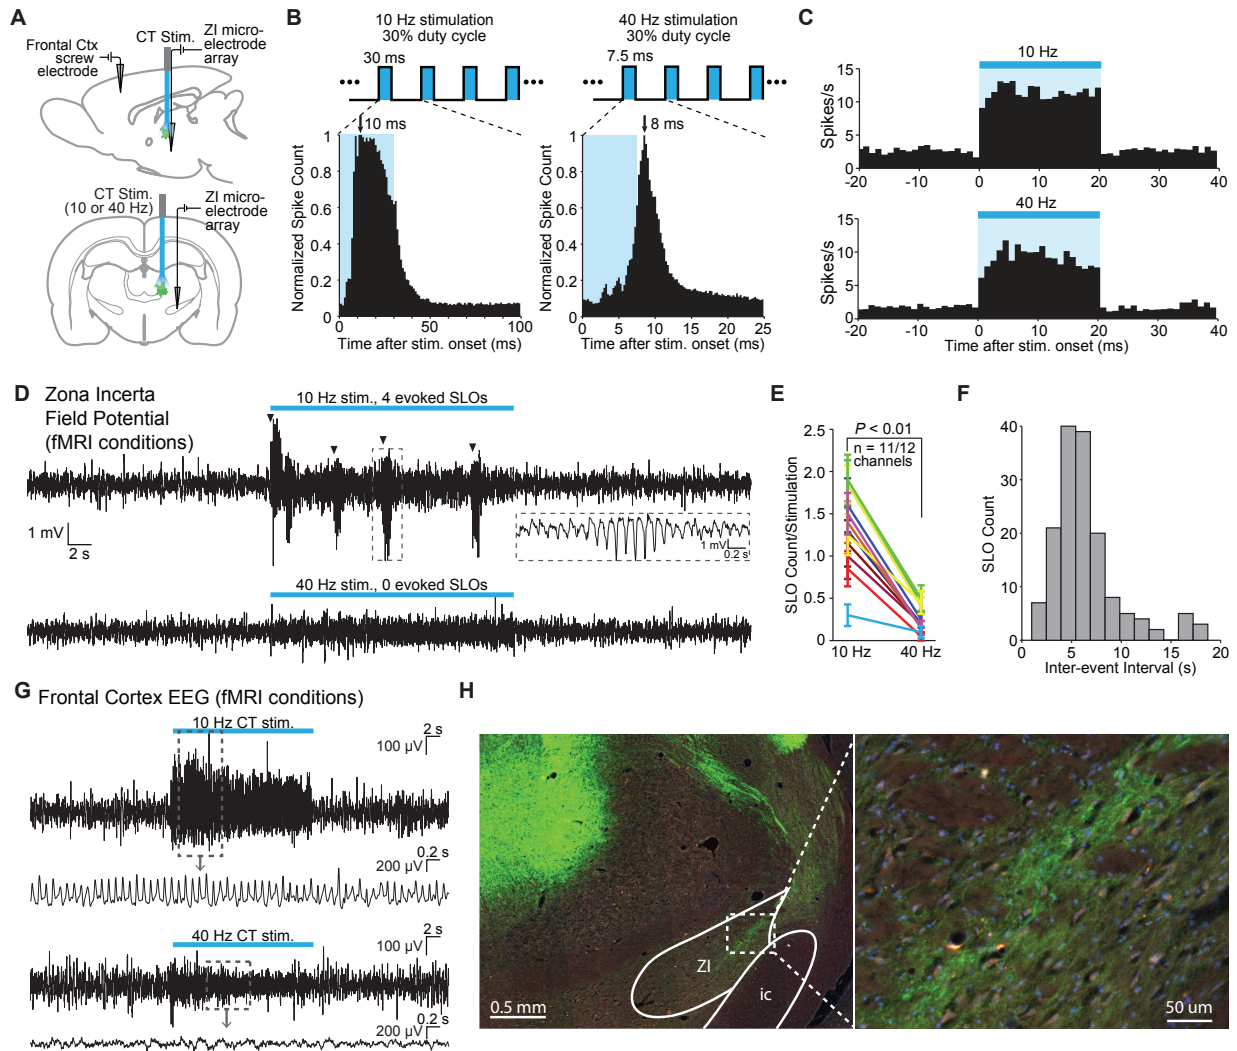 A
Frontal Ctx
screw
electrode
CT Stim.
ZI micro-
electrode
array
CT Stim.
(10 or 40 Hz)
ZI micro-
electrode
array
B
10 Hz stimulation
30% duty cycle
30 ms
10 ms
Normalized Spike Count
1
0.8
0.6
0.4
0.2
0
0
50
100
Time after stim. onset (ms)
40 Hz stimulation
30% duty cycle
7.5 ms
8 ms
Normalized Spike Count
1
0.8
0.6
0.4
0.2
0
0
5
10
15
20
25
Time after stim. onset (ms)
C
10 Hz
Spikes/s
15
10
5
0
-20
-10
0
10
20
30
40
40 Hz
Spikes/s
15
10
5
0
-20
-10
0
10
20
30
40
Time after stim. onset (ms)
D
Zona Incerta
Field Potential
(fMRI conditions)
10 Hz stim., 4 evoked SLOs
1 mV
2 s
1 mV
0.2 s
40 Hz stim., 0 evoked SLOs
E
P < 0.01
n = 11/12
channels
SLO Count/Stimulation
2.5
2.0
1.5
1.0
0.5
0
10 Hz
40 Hz
F
SLO Count
40
30
20
10
0
0
5
10
15
20
Inter-event Interval (s)
G
Frontal Cortex EEG (fMRI conditions)
10 Hz CT stim.
2 s
100 µV
0.2 s
200 µV
40 Hz CT stim.
2 s
100 µV
0.2 s
200 µV
H
ZI
ic
0.5 mm
50 um